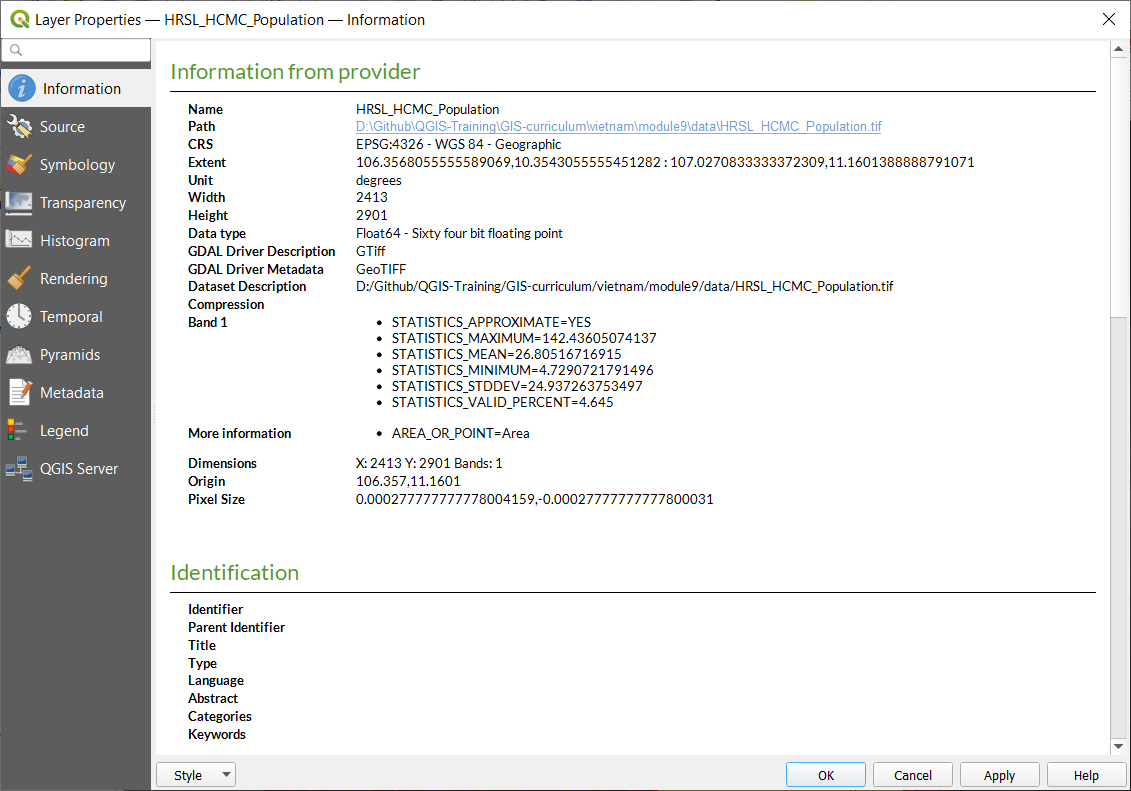 Layer Properties — HRSL_HCMC_Population — Information
Information
Source
Symbology
Transparency
Histogram
Rendering
Temporal
Pyramids
Metadata
Legend
QGIS Server
Information from provider
Name HRSL_HCMC_Population
Path D:\Github\QGIS-Training\GIS-curriculum\vietnam\module9\data\HRSL_HCMC_Population.tif
CRS EPSG:4326 - WGS 84 - Geographic
Extent 106.3568055555589069,10.3543055555451282 : 107.0270833333372309,11.1601388888791071
Unit degrees
Width 2413
Height 2901
Data type Float64 - Sixty four bit floating point
GDAL Driver Description GTiff
GDAL Driver Metadata GeoTIFF
Dataset Description D:/Github/QGIS-Training/GIS-curriculum/vietnam/module9/data/HRSL_HCMC_Population.tif
Compression
Band 1
• STATISTICS_APPROXIMATE=YES
• STATISTICS_MAXIMUM=142.43605074137
• STATISTICS_MEAN=26.80516716915
• STATISTICS_MINIMUM=4.7290721791496
• STATISTICS_STDDEV=24.937263753497
• STATISTICS_VALID_PERCENT=4.645
More information • AREA_OR_POINT=Area
Dimensions X: 2413 Y: 2901 Bands: 1
Origin 106.357,11.1601
Pixel Size 0.000277777777778004159,-0.00027777777777800031
Identification
Identifier
Parent Identifier
Title
Type
Language
Abstract
Categories
Keywords
Style OK Cancel Apply Help